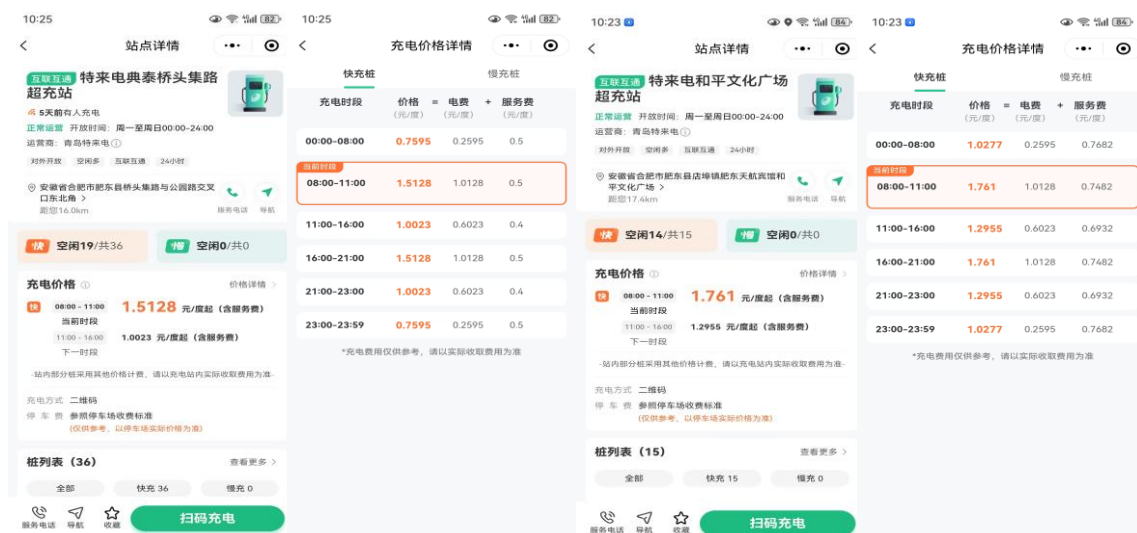 10:25
82
站点详情
互联互通 特来电典泰桥头集路
超充站
5天前有人充电
正常运营 开放时间：周一至周日00:00-24:00
运营商：青岛特来电
对外开放 空闲多 互联互通 24小时
安徽省合肥市肥东县桥头集路与公园路交叉
口东北角 >
距您16.0km
服务电话 导航
快 空闲19/共36
慢 空闲0/共0
充电价格 价格详情 >
快 08:00 - 11:00 1.5128 元/度起（含服务费）
当前时段
11:00 - 16:00 1.0023 元/度起（含服务费）
下一时段
-站内部分桩采用其他价格计费，请以充电站内实际收取费用为准-
充电方式 二维码
停 车 费 参照停车场收费标准
(仅供参考，以停车场实际价格为准)
桩列表（36） 查看更多 >
全部 快充 36 慢充 0
服务电话 导航 收藏 扫码充电
10:25
82
充电价格详情
快充桩 慢充桩
充电时段 价格 = 电费 + 服务费
(元/度) (元/度) (元/度)
00:00-08:00 0.7595 0.2595 0.5
当前时段
08:00-11:00 1.5128 1.0128 0.5
11:00-16:00 1.0023 0.6023 0.4
16:00-21:00 1.5128 1.0128 0.5
21:00-23:00 1.0023 0.6023 0.4
23:00-23:59 0.7595 0.2595 0.5
*充电费用仅供参考，请以实际收取费用为准
10:23
84
站点详情
互联互通 特来电和平文化广场
超充站
正常运营 开放时间：周一至周日00:00-24:00
运营商：青岛特来电
对外开放 空闲多 互联互通 24小时
安徽省合肥市肥东县店埠镇肥东天航宾馆和
平文化广场 >
距您17.4km
服务电话 导航
快 空闲14/共15
慢 空闲0/共0
充电价格 价格详情 >
快 08:00 - 11:00 1.761 元/度起（含服务费）
当前时段
11:00 - 16:00 1.2955 元/度起（含服务费）
下一时段
-站内部分桩采用其他价格计费，请以充电站内实际收取费用为准-
充电方式 二维码
停 车 费 参照停车场收费标准
(仅供参考，以停车场实际价格为准)
桩列表（15） 查看更多 >
全部 快充 15 慢充 0
服务电话 导航 收藏 扫码充电
10:23
84
充电价格详情
快充桩 慢充桩
充电时段 价格 = 电费 + 服务费
(元/度) (元/度) (元/度)
00:00-08:00 1.0277 0.2595 0.7682
当前时段
08:00-11:00 1.761 1.0128 0.7482
11:00-16:00 1.2955 0.6023 0.6932
16:00-21:00 1.761 1.0128 0.7482
21:00-23:00 1.2955 0.6023 0.6932
23:00-23:59 1.0277 0.2595 0.7682
*充电费用仅供参考，请以实际收取费用为准